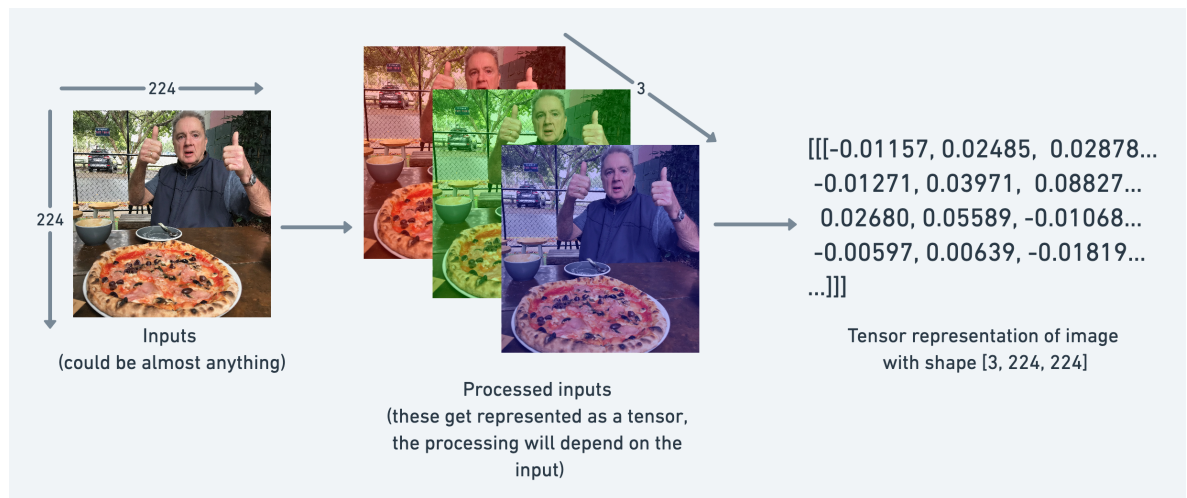 224
224
Inputs
(could be almost anything)
3
Processed inputs
(these get represented as a tensor,
the processing will depend on the
input)
[[[-0.01157, 0.02485, 0.02878...
-0.01271, 0.03971, 0.08827...
0.02680, 0.05589, -0.01068...
-0.00597, 0.00639, -0.01819...
...]]]
Tensor representation of image
with shape [3, 224, 224]